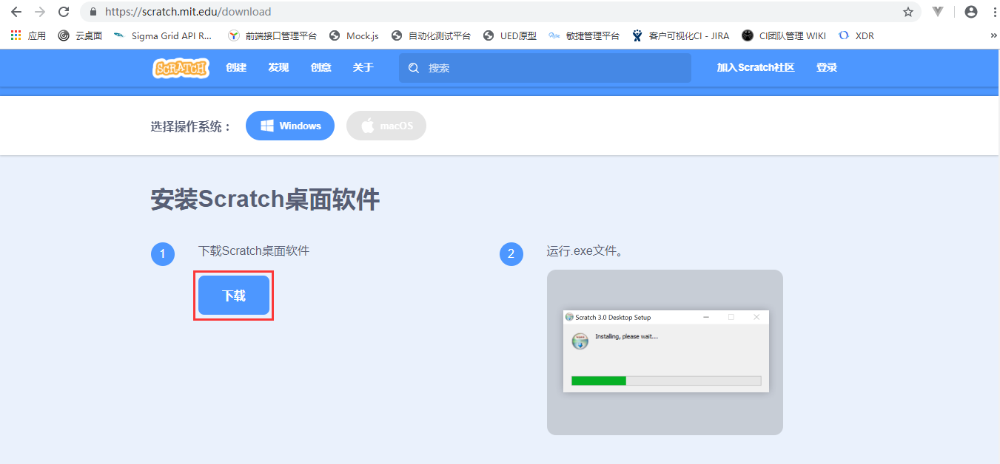 https://scratch.mit.edu/download
应用 云桌面 Sigma Grid API R... 前端接口管理平台 Mock.js 自动化测试平台 UED原型 敏捷管理平台 客户可视化CI - JIRA CI团队管理 WIKI XDR »
SCRATCH 创建 发现 创意 关于 搜索 加入Scratch社区 登录
选择操作系统： Windows macOS
安装Scratch桌面软件
1 下载Scratch桌面软件
下载
2 运行.exe文件。
Scratch 3.0 Desktop Setup
Installing, please wait...